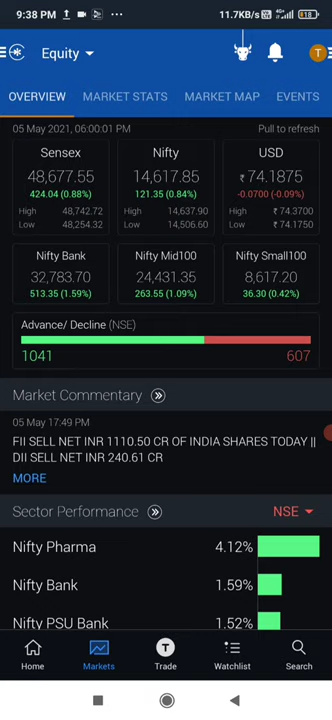 9:38 PM
11.7KB/s 4G 18
Equity
T
OVERVIEW MARKET STATS MARKET MAP EVENTS
05 May 2021, 06:00:01 PM Pull to refresh
Sensex Nifty USD
48,677.55 14,617.85 ₹ 74.1875
424.04 (0.88%) 121.35 (0.84%) -0.0700 (-0.09%)
High 48,742.72 High 14,637.90 High ₹ 74.3700
Low 48,254.32 Low 14,506.60 Low ₹ 74.1750
Nifty Bank Nifty Mid100 Nifty Small100
32,783.70 24,431.35 8,617.20
513.35 (1.59%) 263.55 (1.09%) 36.30 (0.42%)
Advance/ Decline (NSE)
1041 607
Market Commentary
05 May 17:49 PM
FII SELL NET INR 1110.50 CR OF INDIA SHARES TODAY ||
DII SELL NET INR 240.61 CR
MORE
Sector Performance NSE
Nifty Pharma 4.12%
Nifty Bank 1.59%
Nifty PSU Bank 1.52%
T
Home Markets Trade Watchlist Search